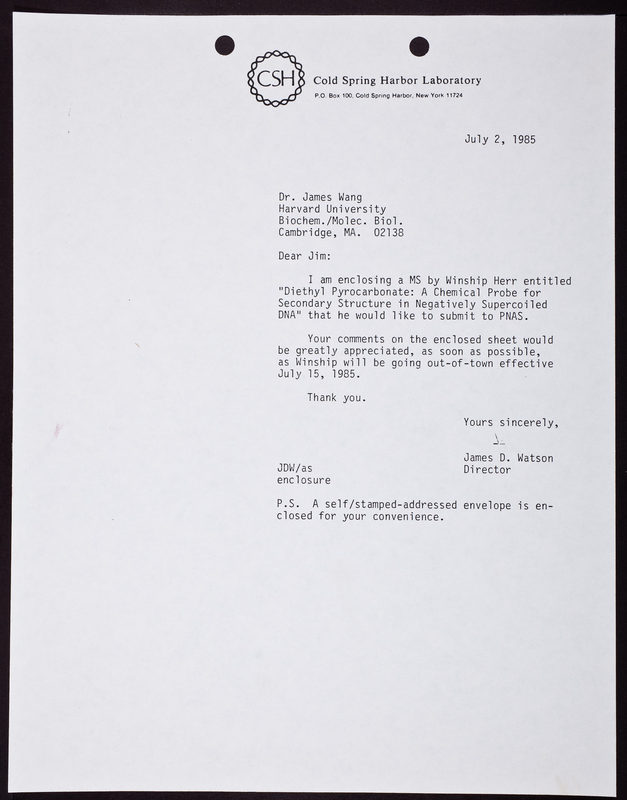 CSH
Cold Spring Harbor Laboratory
P.O. Box 100, Cold Spring Harbor, New York 11724
July 2, 1985
Dr. James Wang
Harvard University
Biochem./Molec. Biol.
Cambridge, MA.  02138
Dear Jim:
I am enclosing a MS by Winship Herr entitled
"Diethyl Pyrocarbonate: A Chemical Probe for
Secondary Structure in Negatively Supercoiled
DNA" that he would like to submit to PNAS.
Your comments on the enclosed sheet would
be greatly appreciated, as soon as possible,
as Winship will be going out-of-town effective
July 15, 1985.
Thank you.
Yours sincerely,
James D. Watson
Director
JDW/as
enclosure
P.S.  A self/stamped-addressed envelope is en-
closed for your convenience.